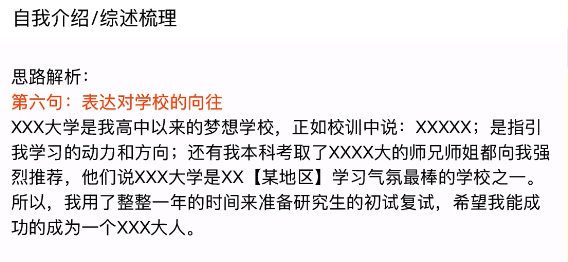 自我介绍/综述梳理
思路解析：
第六句：表达对学校的向往
XXX大学是我高中以来的梦想学校，正如校训中说：XXXXX；是指引
我学习的动力和方向；还有我本科考取了XXXX大的师兄师姐都向我强
烈推荐，他们说XXX大学是XX【某地区】学习气氛最棒的学校之一。
所以，我用了整整一年的时间来准备研究生的初试复试，希望我能成
功的成为一个XXX大人。